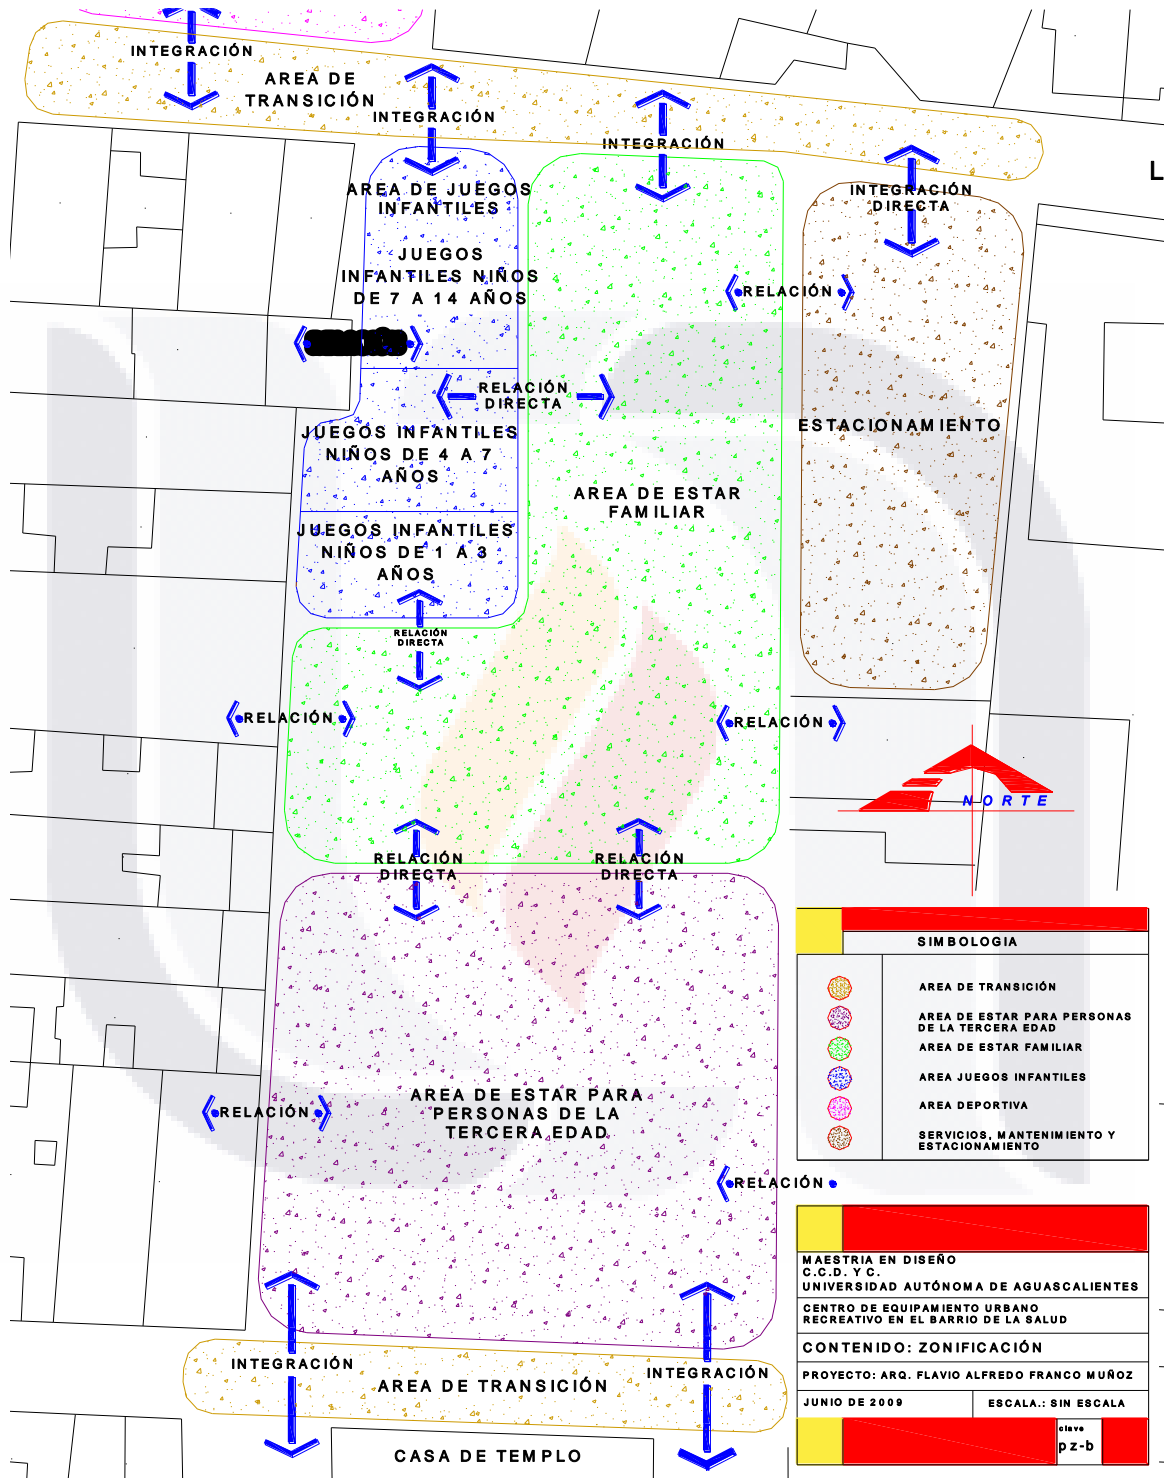 INTEGRACIÓN
AREA DE
TRANSICIÓN
INTEGRACIÓN
INTEGRACIÓN
L
AREA DE JUEGOS
INFANTILES
INTEGRACIÓN
DIRECTA
JUEGOS
INFANTILES NIÑOS
DE 7 A 14 AÑOS
RELACIÓN
RELACIÓN
DIRECTA
ESTACIONAMIENTO
JUEGOS INFANTILES
NIÑOS DE 4 A 7
AÑOS
AREA DE ESTAR
FAMILIAR
JUEGOS INFANTILES
NIÑOS DE 1 A 3
AÑOS
RELACIÓN
DIRECTA
RELACIÓN
RELACIÓN
NORTE
RELACIÓN
DIRECTA
RELACIÓN
DIRECTA
SIMBOLOGIA
AREA DE TRANSICIÓN
AREA DE ESTAR PARA PERSONAS
DE LA TERCERA EDAD
AREA DE ESTAR FAMILIAR
AREA JUEGOS INFANTILES
AREA DEPORTIVA
SERVICIOS, MANTENIMIENTO Y
ESTACIONAMIENTO
AREA DE ESTAR PARA
PERSONAS DE LA
TERCERA EDAD
RELACIÓN
RELACIÓN
MAESTRIA EN DISEÑO
C.C.D. Y C.
UNIVERSIDAD AUTÓNOMA DE AGUASCALIENTES
CENTRO DE EQUIPAMIENTO URBANO
RECREATIVO EN EL BARRIO DE LA SALUD
CONTENIDO: ZONIFICACIÓN
PROYECTO: ARQ. FLAVIO ALFREDO FRANCO MUÑOZ
JUNIO DE 2009
ESCALA.: SIN ESCALA
clave
pz-b
INTEGRACIÓN
INTEGRACIÓN
AREA DE TRANSICIÓN
CASA DE TEMPLO